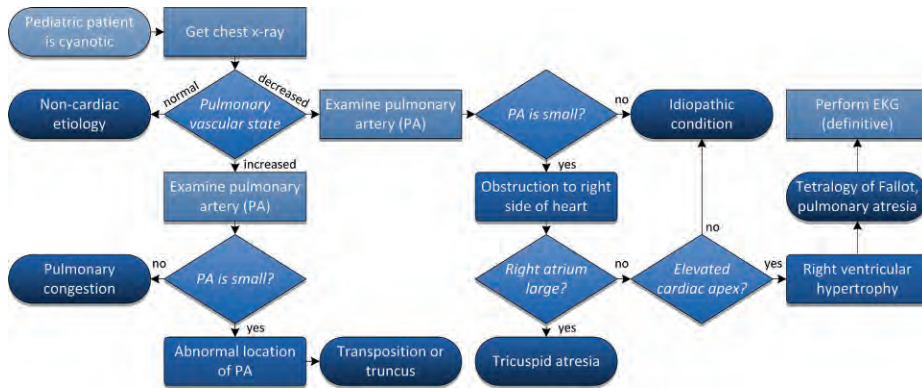 Pediatric patient
is cyanotic
Get chest x-ray
normal
Pulmonary
vascular state
decreased
increased
Non-cardiac
etiology
Examine pulmonary
artery (PA)
PA is small?
no
yes
Idiopathic
condition
Perform EKG
(definitive)
Examine pulmonary
artery (PA)
Obstruction to right
side of heart
Tetralogy of Fallot,
pulmonary atresia
Pulmonary
congestion
no
PA is small?
yes
Right atrium
large?
no
yes
Elevated
cardiac apex?
no
yes
Right ventricular
hypertrophy
Abnormal location
of PA
Transposition or
truncus
Tricuspid atresia